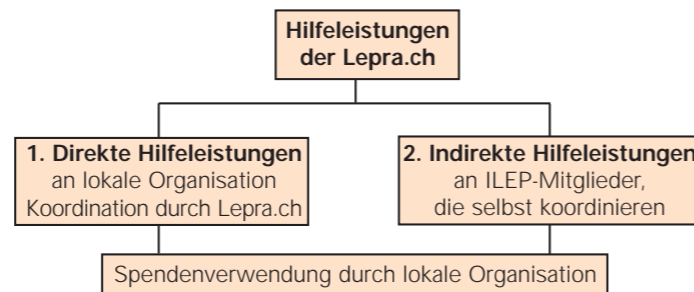 Hilfeleistungen
der Lepra.ch
1. Direkte Hilfeleistungen
an lokale Organisation
Koordination durch Lepra.ch
2. Indirekte Hilfeleistungen
an ILEP-Mitglieder,
die selbst koordinieren
Spendenverwendung durch lokale Organisation